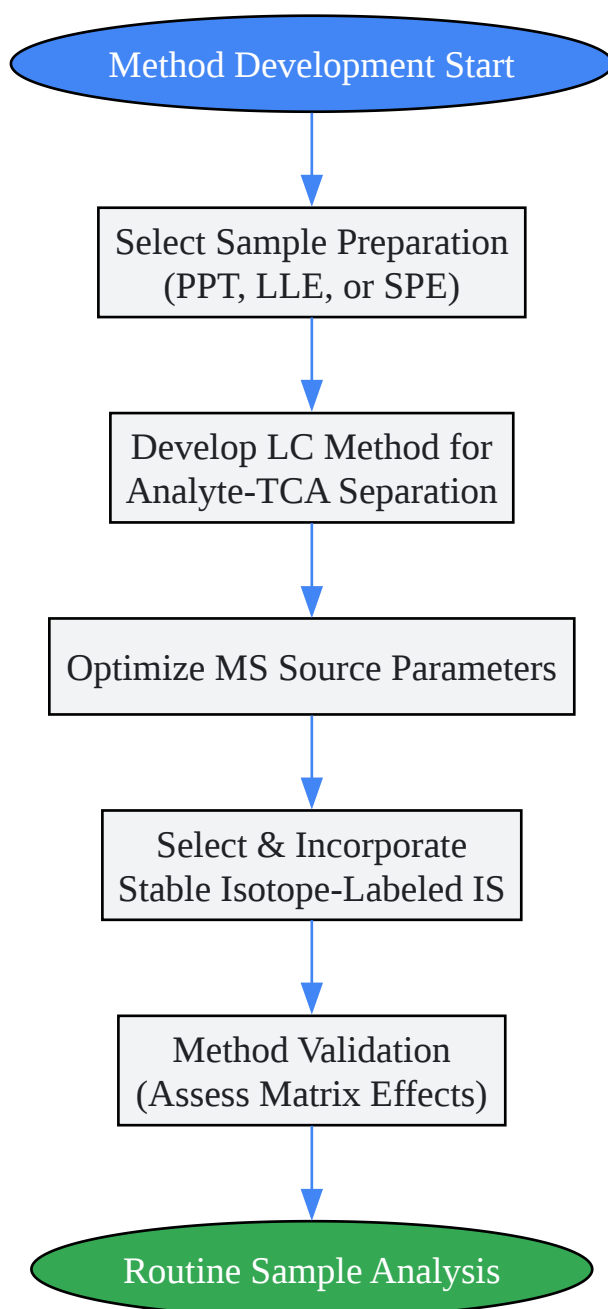 Method Development Start
Select Sample Preparation
(PPT, LLE, or SPE)
Develop LC Method for
Analyte-TCA Separation
Optimize MS Source Parameters
Select & Incorporate
Stable Isotope-Labeled IS
Method Validation
(Assess Matrix Effects)
Routine Sample Analysis